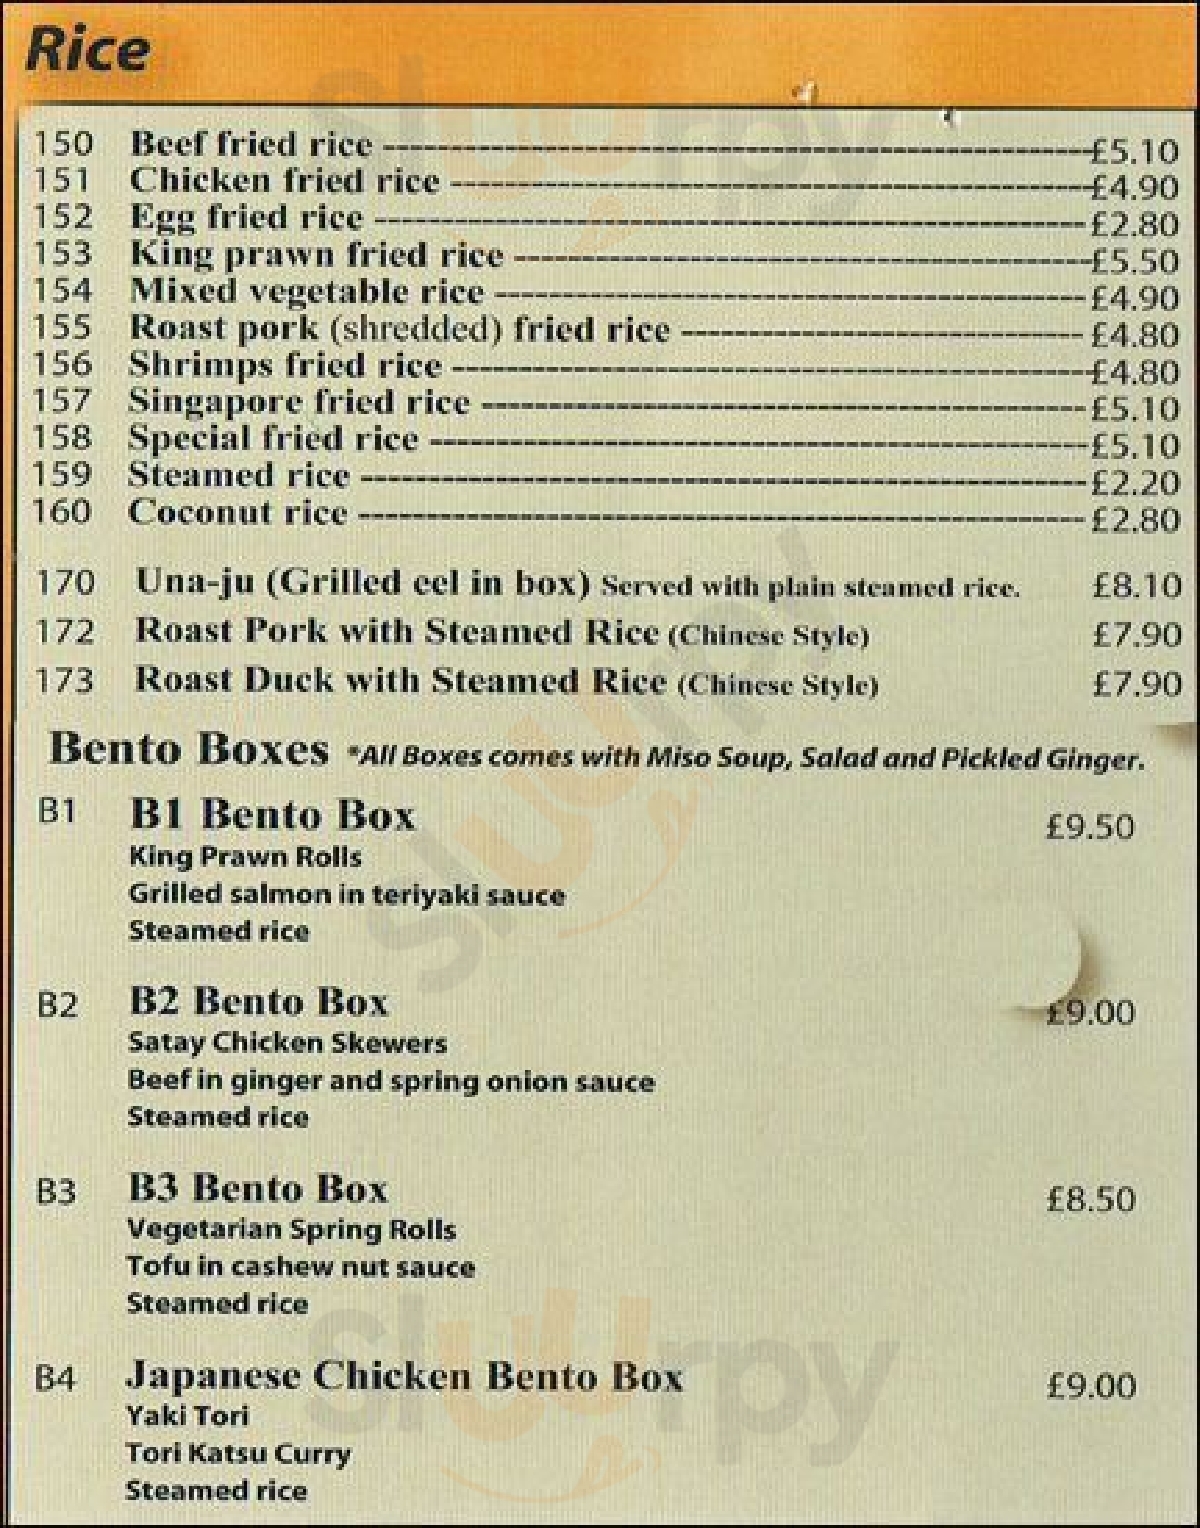 Rice
150 Beef fried rice £5.10
151 Chicken fried rice £4.90
152 Egg fried rice £2.80
153 King prawn fried rice £5.50
154 Mixed vegetable rice £4.90
155 Roast pork (shredded) fried rice £4.80
156 Shrimps fried rice £4.80
157 Singapore fried rice £5.10
158 Special fried rice £5.10
159 Steamed rice £2.20
160 Coconut rice £2.80
170 Una-ju (Grilled eel in box) Served with plain steamed rice. £8.10
172 Roast Pork with Steamed Rice (Chinese Style) £7.90
173 Roast Duck with Steamed Rice (Chinese Style) £7.90
Bento Boxes *All Boxes comes with Miso Soup, Salad and Pickled Ginger.
B1 B1 Bento Box £9.50
King Prawn Rolls
Grilled salmon in teriyaki sauce
Steamed rice
B2 B2 Bento Box £9.00
Satay Chicken Skewers
Beef in ginger and spring onion sauce
Steamed rice
B3 B3 Bento Box £8.50
Vegetarian Spring Rolls
Tofu in cashew nut sauce
Steamed rice
B4 Japanese Chicken Bento Box £9.00
Yaki Tori
Tori Katsu Curry
Steamed rice
sluurpy
sluurpy
sluurpy